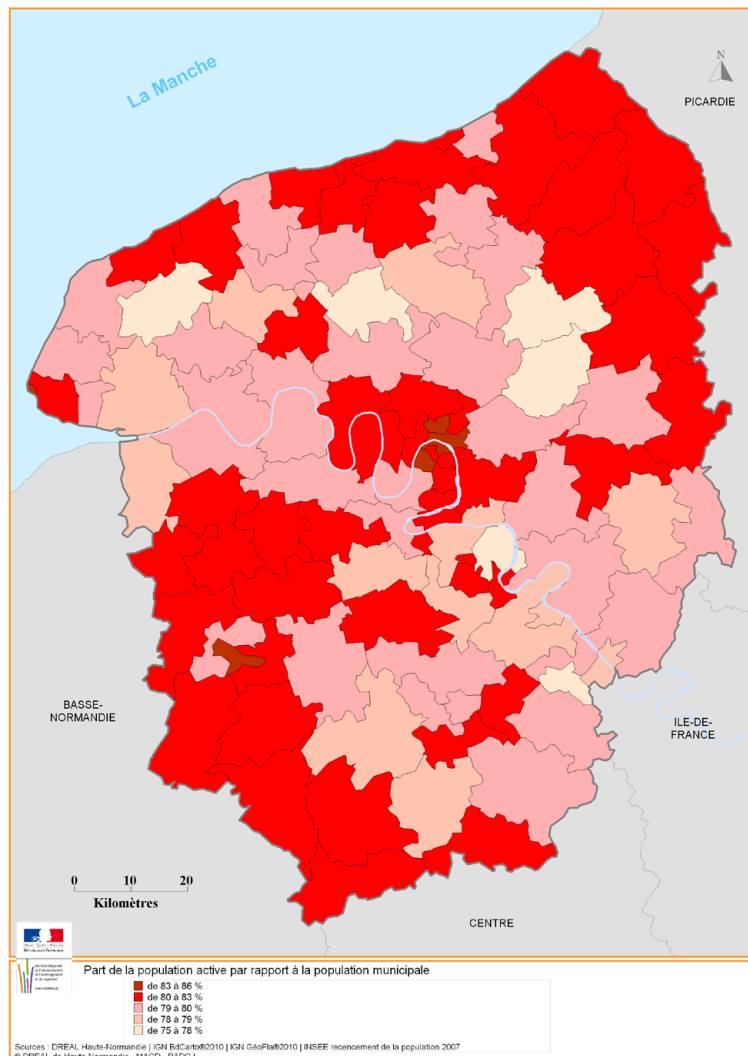 La Manche
N
PICARDIE
BASSE-
NORMANDIE
ILE-DE-
FRANCE
CENTRE
0 10 20
Kilomètres
RÉPUBLIQUE FRANÇAISE
Part de la population active par rapport à la population municipale
de 83 à 86 %
de 80 à 83 %
de 79 à 80 %
de 78 à 79 %
de 75 à 78 %
Sources : DREAL Haute-Normandie | IGN BdCarto®2010 | IGN GéoFla®2010 | INSEE recencement de la population 2007